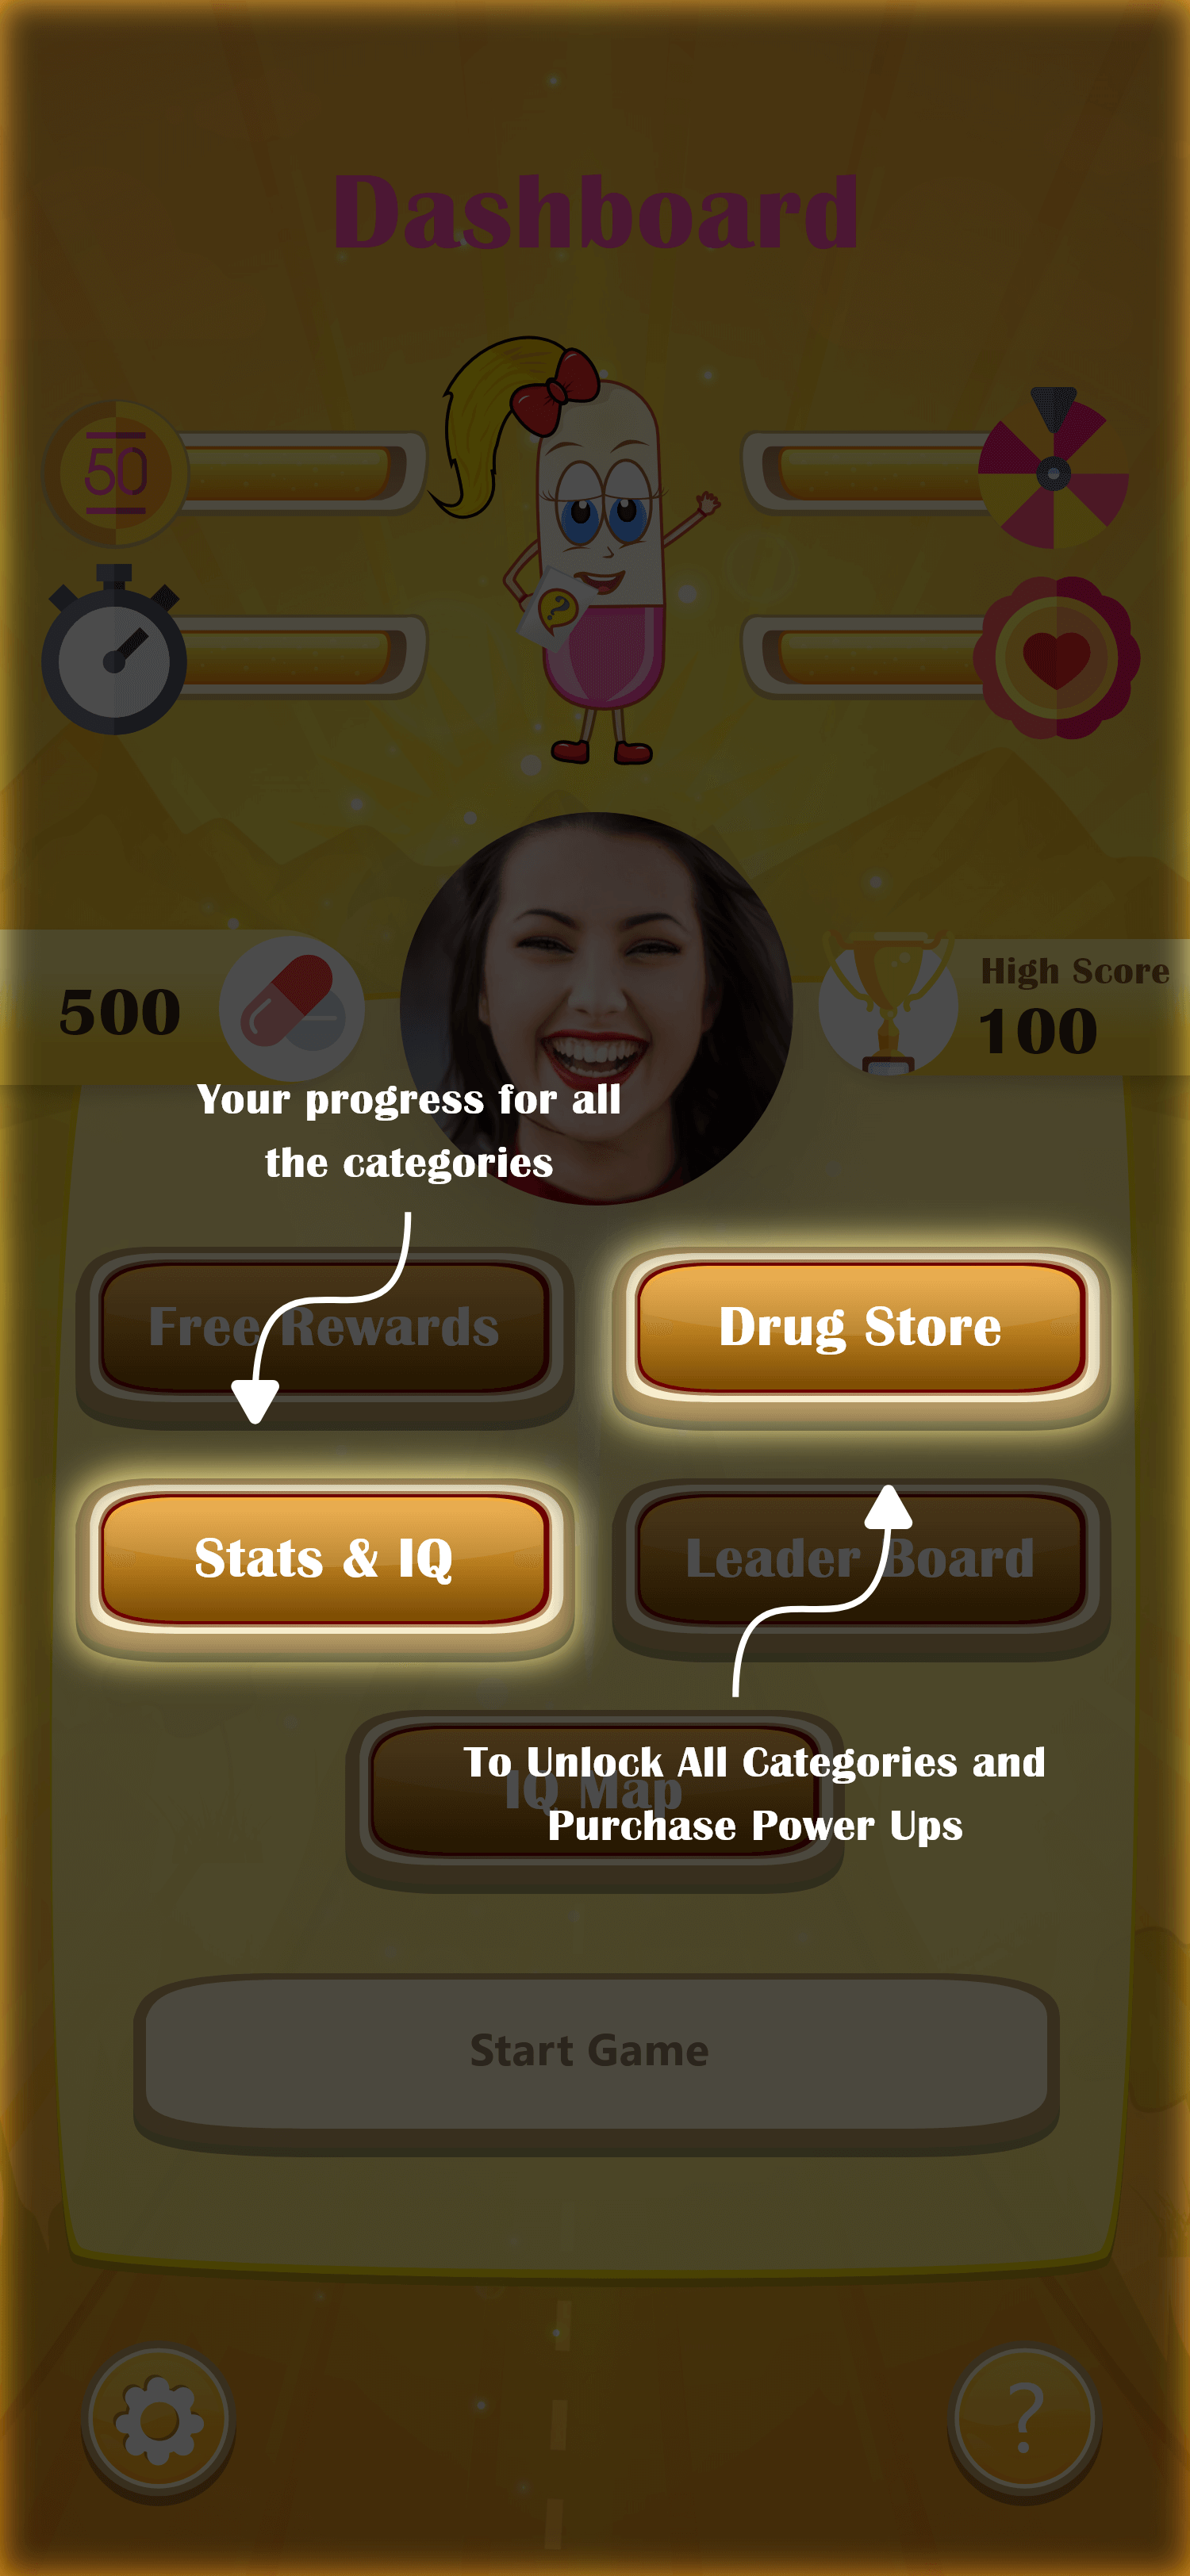 Dashboard
50
500
High Score
100
Your progress for all
the categories
Free Rewards
Drug Store
Stats & IQ
Leader Board
IQ Map
To Unlock All Categories and
Purchase Power Ups
Start Game
?